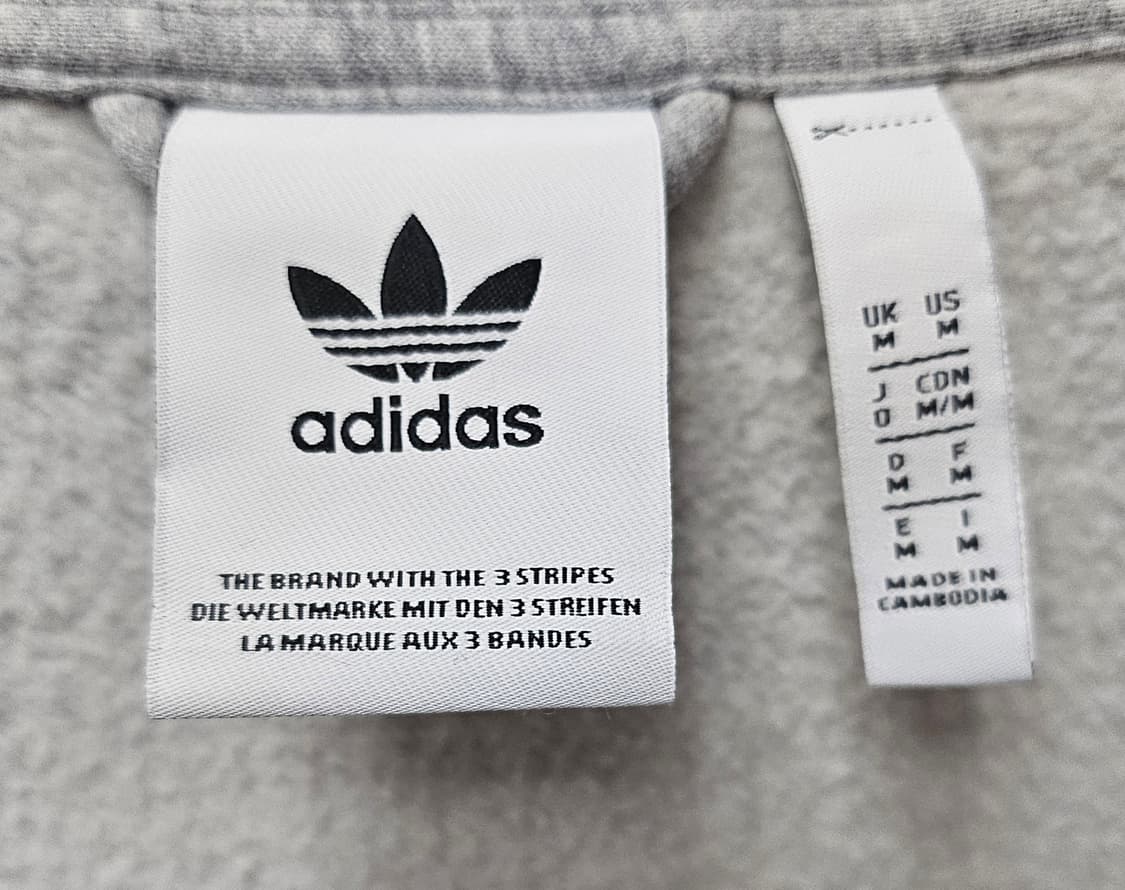 adidas
THE BRAND WITH THE 3 STRIPES
DIE WELTMARKE MIT DEN 3 STREIFEN
LA MARQUE AUX 3 BANDES
UK US
M M
J CDN
O M/M
D F
M M
E I
M M
MADE IN
CAMBODIA